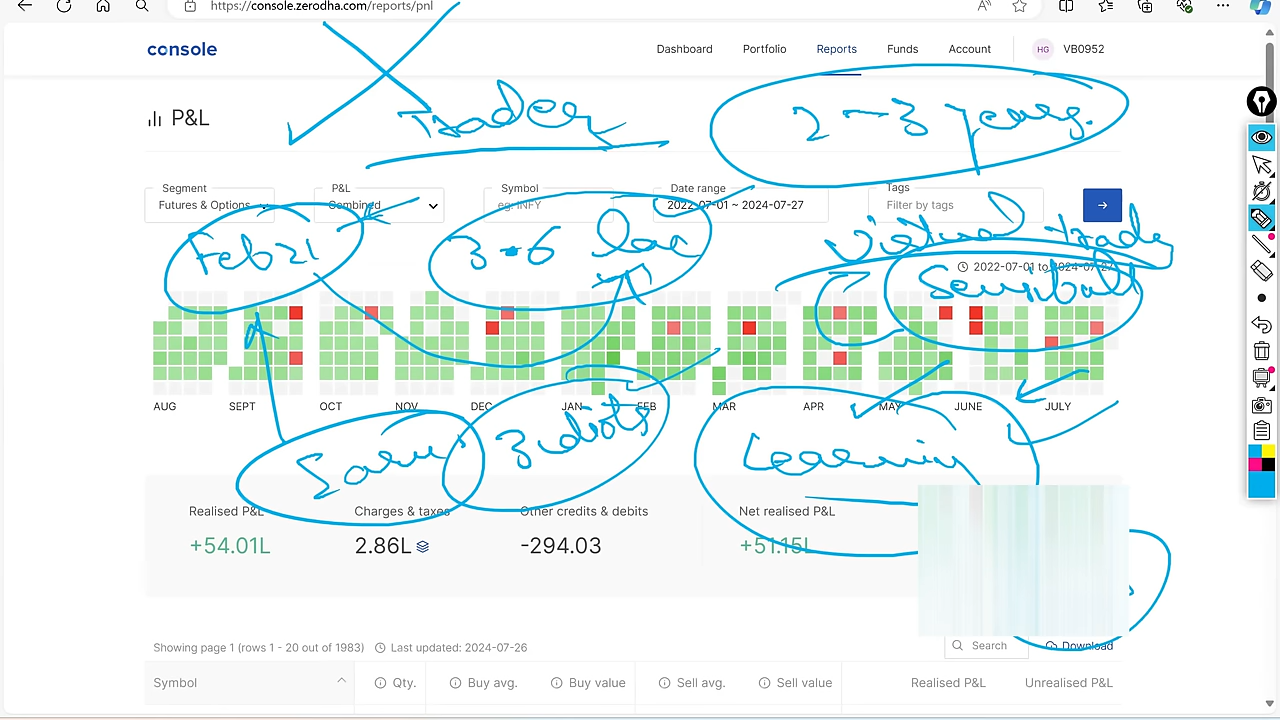 https://console.zerodha.com/reports/pnl
console
Dashboard Portfolio Reports Funds Account HG VB0952
P&L
Trader
2-3 years.
Segment P&L Symbol Date range Tags
Futures & Options Combined eg: INFY 2022-07-01 ~ 2024-07-27 Filter by tags
Feb 21
3-6 lac
Virtual trade
Sensibull
2022-07-01 to 2024-07-27
AUG SEPT OCT NOV DEC JAN FEB MAR APR MAY JUNE JULY
3 idiots
Learning
Realised P&L Charges & taxes Other credits & debits Net realised P&L
+54.01L 2.86L -294.03 +51.15L
Showing page 1 (rows 1 - 20 out of 1983) Last updated: 2024-07-26 Search Download
Symbol Qty. Buy avg. Buy value Sell avg. Sell value Realised P&L Unrealised P&L